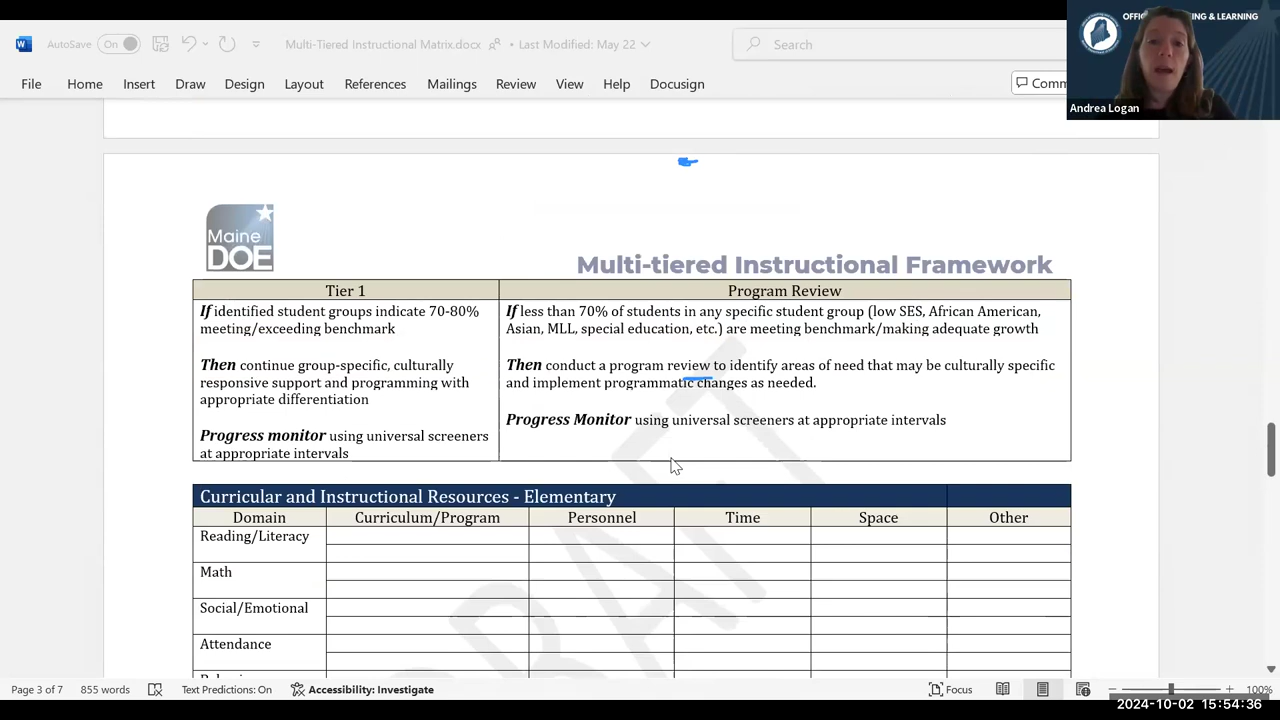 AutoSave On Multi-Tiered Instructional Matrix.docx • Last Modified: May 22 Search
OFFI & LEARNING
Andrea Logan
File Home Insert Draw Design Layout References Mailings Review View Help Docusign Comm
Maine
DOE
Multi-tiered Instructional Framework
Tier 1
If identified student groups indicate 70-80%
meeting/exceeding benchmark
Then continue group-specific, culturally
responsive support and programming with
appropriate differentiation
Progress monitor using universal screeners
at appropriate intervals
Program Review
If less than 70% of students in any specific student group (low SES, African American,
Asian, MLL, special education, etc.) are meeting benchmark/making adequate growth
Then conduct a program review to identify areas of need that may be culturally specific
and implement programmatic changes as needed.
Progress Monitor using universal screeners at appropriate intervals
DRAFT
Curricular and Instructional Resources - Elementary
Domain Curriculum/Program Personnel Time Space Other
Reading/Literacy
Math
Social/Emotional
Attendance
Page 3 of 7 855 words Text Predictions: On Accessibility: Investigate Focus 100%
2024-10-02 15:54:36